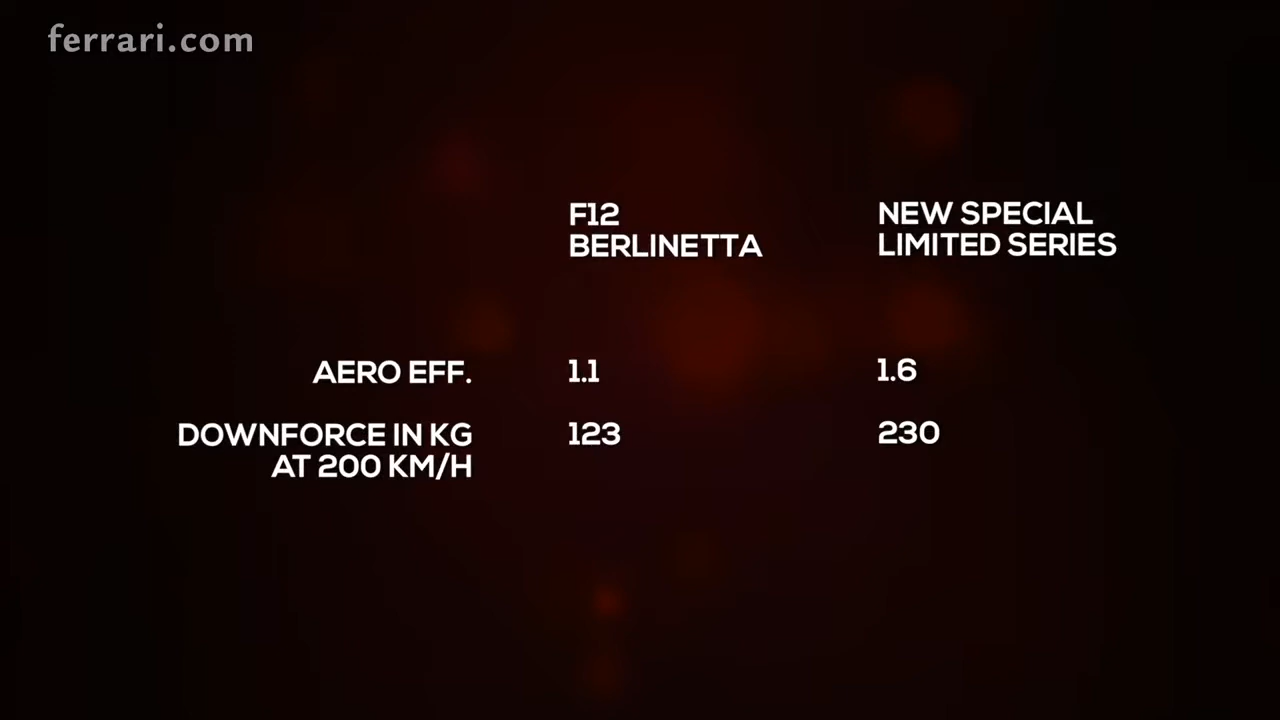 ferrari.com
F12
BERLINETTA
NEW SPECIAL
LIMITED SERIES
AERO EFF.
1.1
1.6
DOWNFORCE IN KG
AT 200 KM/H
123
230